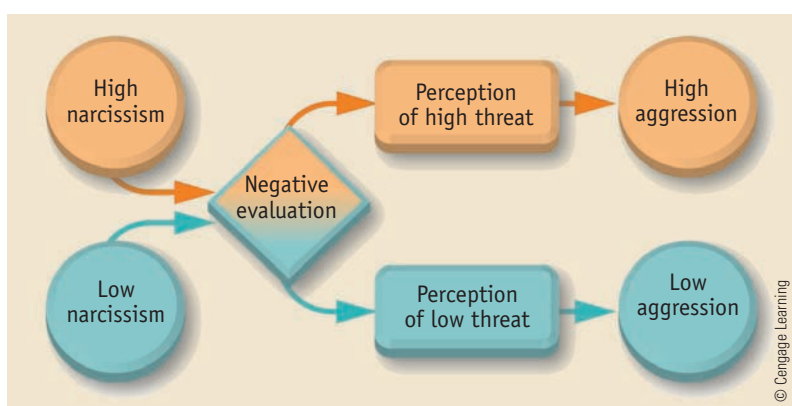 High
narcissism
Perception
of high threat
High
aggression
Negative
evaluation
Low
narcissism
Perception
of low threat
Low
aggression
© Cengage Learning